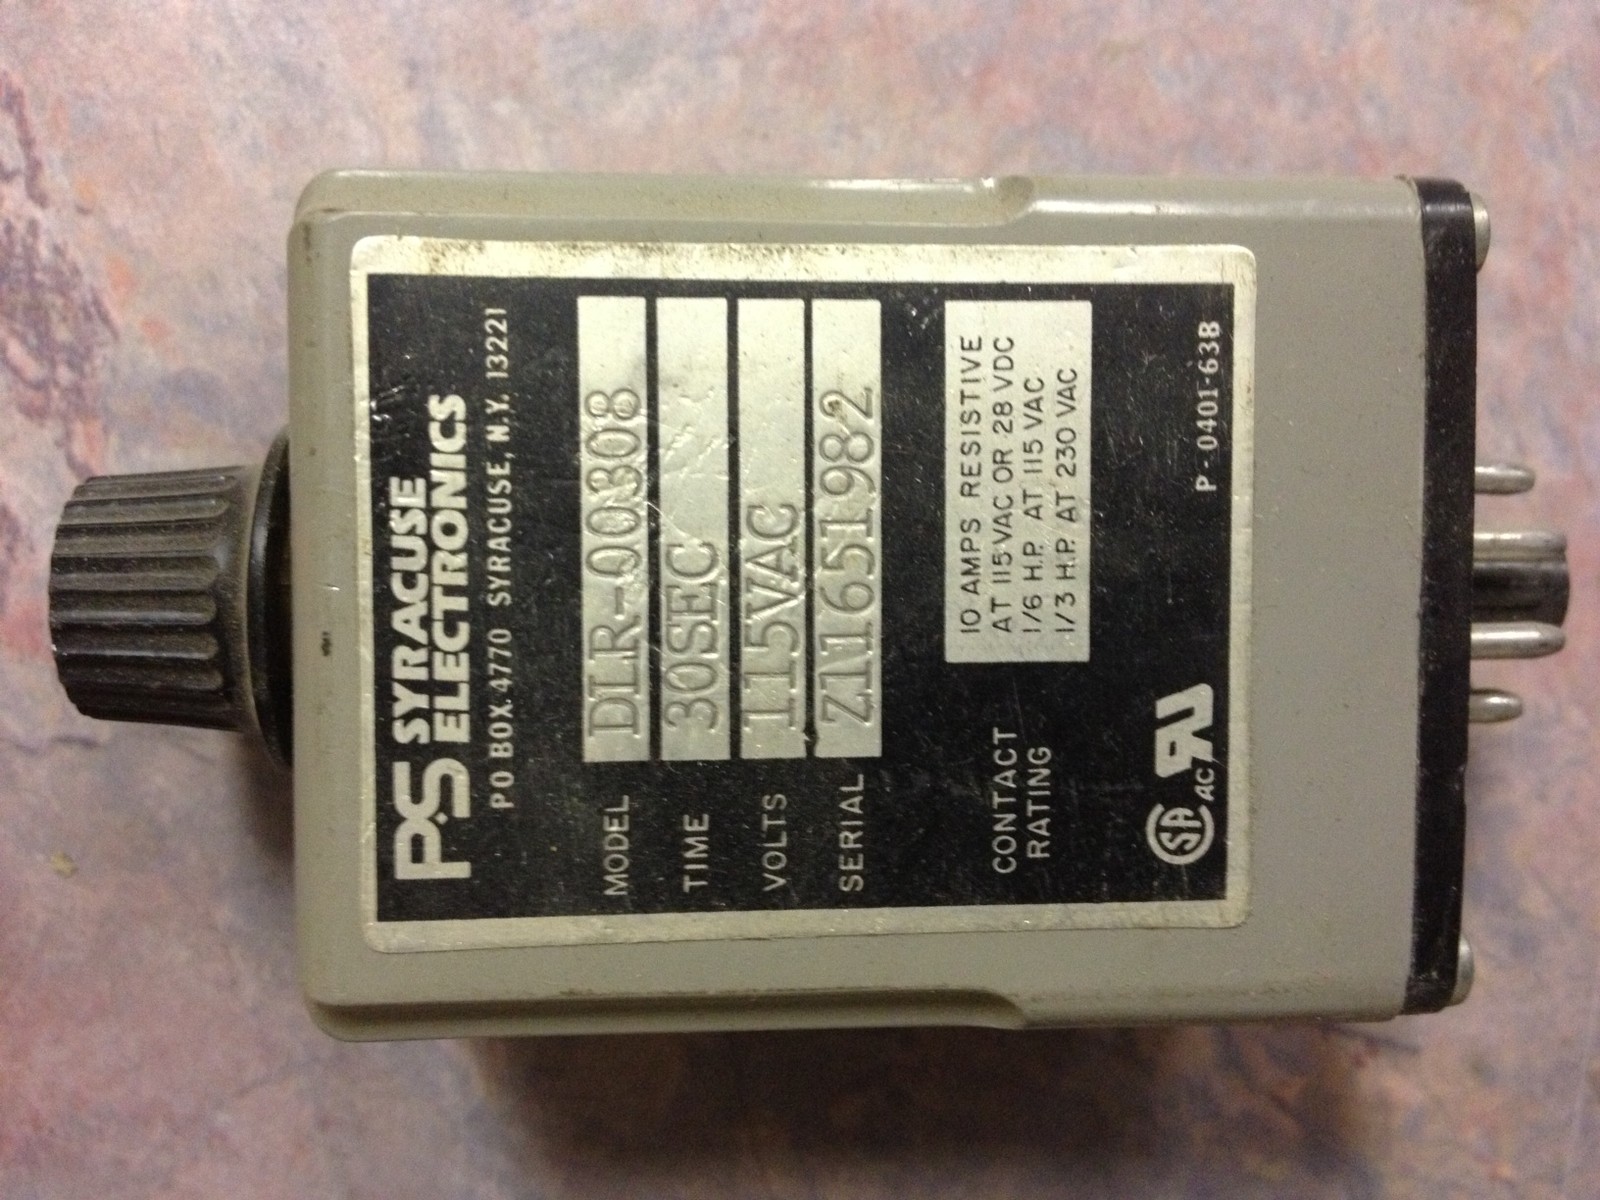 PS SYRACUSE
ELECTRONICS
PO BOX 4770 SYRACUSE, N.Y. 13221
MODEL DLR-00308
TIME 30SEC
VOLTS 115VAC
SERIAL ZA1651982
CONTACT
RATING
10 AMPS RESISTIVE
AT 115 VAC OR 28 VDC
1/6 H.P. AT 115 VAC
1/3 H.P. AT 230 VAC
SA AC RU
P-0401-63B